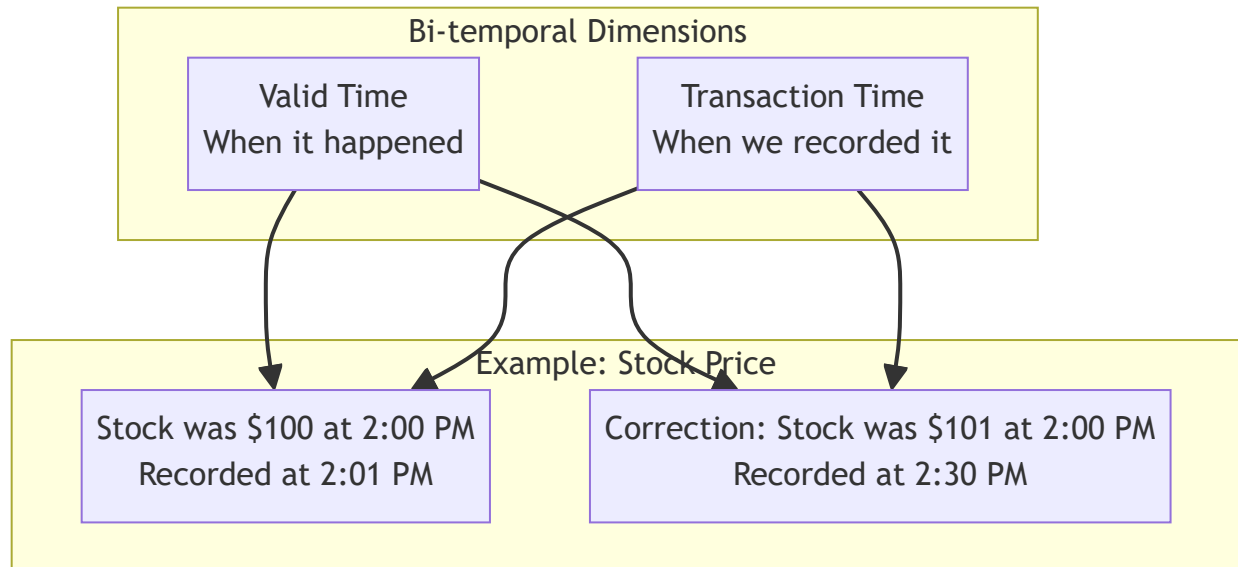 Bi-temporal Dimensions
Valid Time
When it happened
Transaction Time
When we recorded it
Example: Stock Price
Stock was $100 at 2:00 PM
Recorded at 2:01 PM
Correction: Stock was $101 at 2:00 PM
Recorded at 2:30 PM